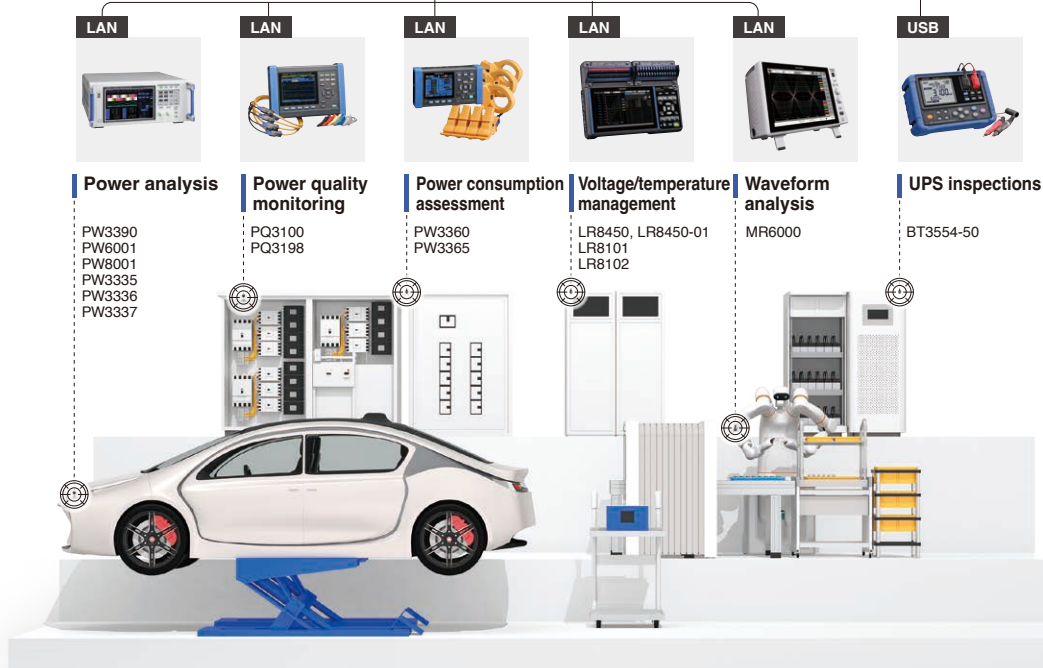 LAN
LAN
LAN
LAN
LAN
USB
Power analysis
PW3390
PW6001
PW8001
PW3335
PW3336
PW3337
Power quality
monitoring
PQ3100
PQ3198
Power consumption
assessment
PW3360
PW3365
Voltage/temperature
management
LR8450, LR8450-01
LR8101
LR8102
Waveform
analysis
MR6000
UPS inspections
BT3554-50